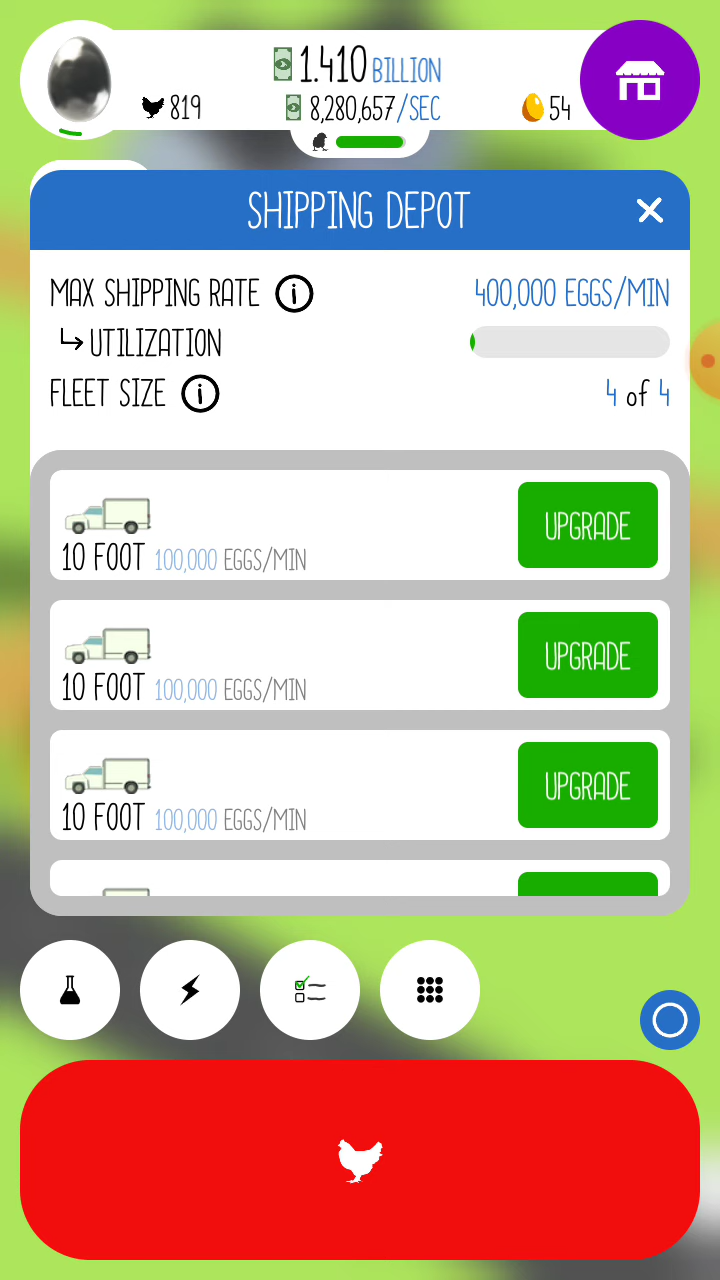 1.410 BILLION
819
8,280,657/SEC
54
SHIPPING DEPOT
MAX SHIPPING RATE i 400,000 EGGS/MIN
UTILIZATION
FLEET SIZE i 4 of 4
10 FOOT 100,000 EGGS/MIN
UPGRADE
10 FOOT 100,000 EGGS/MIN
UPGRADE
10 FOOT 100,000 EGGS/MIN
UPGRADE